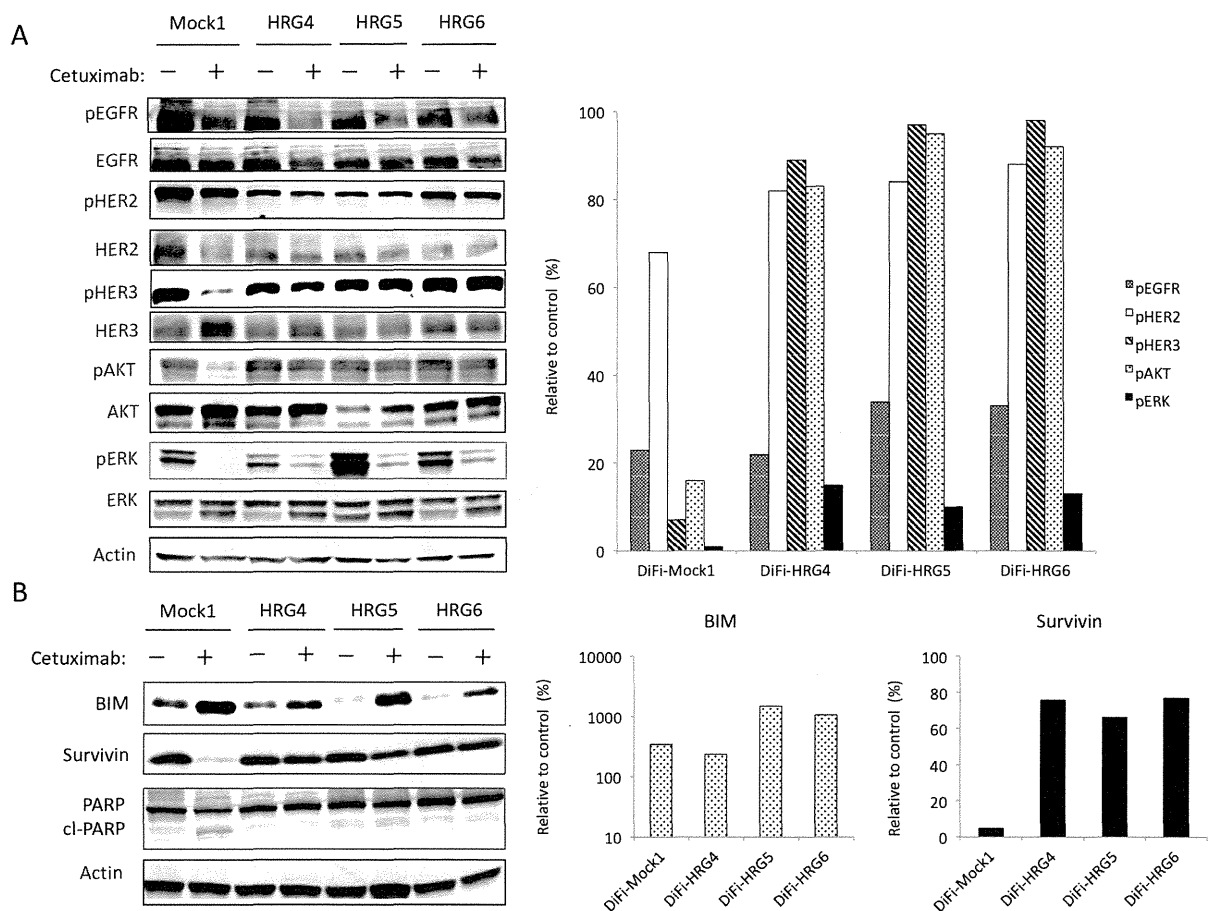 A
Mock1 HRG4 HRG5 HRG6
Cetuximab: − + − + − + − +
pEGFR
EGFR
pHER2
HER2
pHER3
HER3
pAKT
AKT
pERK
ERK
Actin
Relative to control (%)
100
80
60
40
20
0
DiFi-Mock1 DiFi-HRG4 DiFi-HRG5 DiFi-HRG6
pEGFR
pHER2
pHER3
pAKT
pERK
B
Mock1 HRG4 HRG5 HRG6
Cetuximab: − + − + − + − +
BIM
Survivin
PARP
cl-PARP
Actin
BIM
Relative to control (%)
10000
1000
100
10
DiFi-Mock1
DiFi-HRG4
DiFi-HRG5
DiFi-HRG6
Survivin
Relative to control (%)
100
80
60
40
20
0
DiFi-Mock1
DiFi-HRG4
DiFi-HRG5
DiFi-HRG6